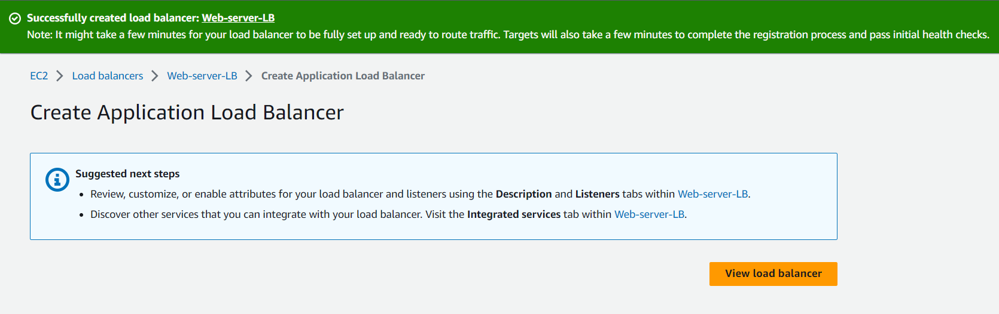 Successfully created load balancer: Web-server-LB
Note: It might take a few minutes for your load balancer to be fully set up and ready to route traffic. Targets will also take a few minutes to complete the registration process and pass initial health checks.
EC2 > Load balancers > Web-server-LB > Create Application Load Balancer
Create Application Load Balancer
Suggested next steps
• Review, customize, or enable attributes for your load balancer and listeners using the Description and Listeners tabs within Web-server-LB.
• Discover other services that you can integrate with your load balancer. Visit the Integrated services tab within Web-server-LB.
View load balancer